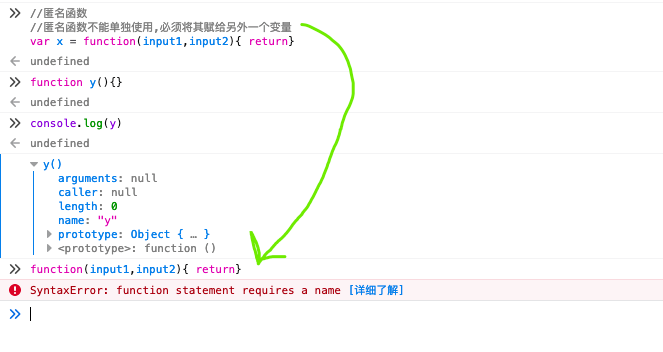 //匿名函数
//匿名函数不能单独使用,必须将其赋给另外一个变量
var x = function(input1,input2){ return}
undefined
function y(){}
undefined
console.log(y)
undefined
y()
arguments: null
caller: null
length: 0
name: "y"
prototype: Object { … }
<prototype>: function ()
function(input1,input2){ return}
SyntaxError: function statement requires a name [详细了解]